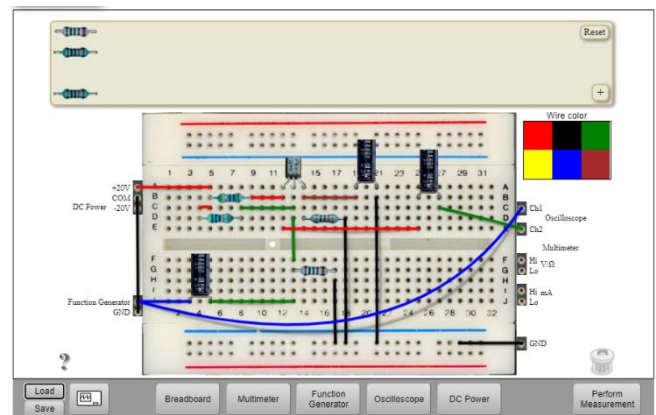 Reset
+
Wire color
1 3 5 7 9 11 15 17 19 21 23 25 27 29 31
A A
B B
C C
D D
E E
+20V
COM
DC Power -20V
Ch1
Oscilloscope
Ch2
Multimeter
Hi V/Ω
Lo
Hi mA
Lo
F F
G G
H H
I I
J J
Function Generator
GND
2 4 6 8 10 12 14 16 18 20 22 24 26 28 30 32
GND
?
Load
Save
Breadboard
Multimeter
Function Generator
Oscilloscope
DC Power
Perform Measurement